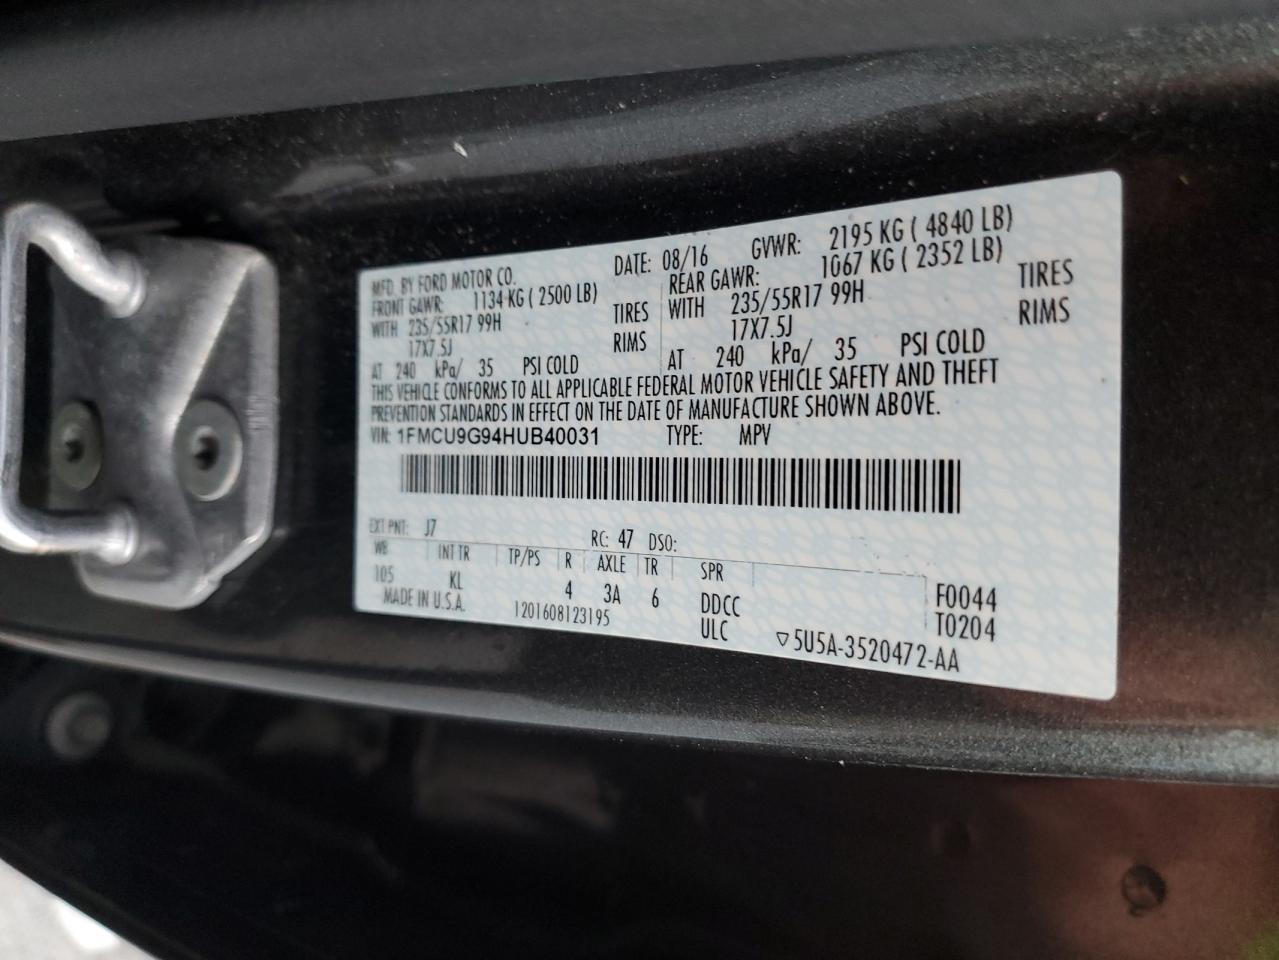 MFD. BY FORD MOTOR CO.
DATE: 08/16 GVWR: 2195 KG ( 4840 LB)
FRONT GAWR: 1134 KG ( 2500 LB)
WITH 235/55R17 99H TIRES
17X7.5J RIMS
AT 240 kPa/ 35 PSI COLD
REAR GAWR: 1067 KG ( 2352 LB)
WITH 235/55R17 99H TIRES
17X7.5J RIMS
AT 240 kPa/ 35 PSI COLD
THIS VEHICLE CONFORMS TO ALL APPLICABLE FEDERAL MOTOR VEHICLE SAFETY AND THEFT
PREVENTION STANDARDS IN EFFECT ON THE DATE OF MANUFACTURE SHOWN ABOVE.
VIN: 1FMCU9G94HUB40031 TYPE: MPV
EXT PNT: J7 RC: 47 DSO:
WB INT TR TP/PS R AXLE TR SPR
105 KL 4 3A 6 DDCC F0044
MADE IN U.S.A. 1201608123195 ULC T0204
▽5U5A-3520472-AA